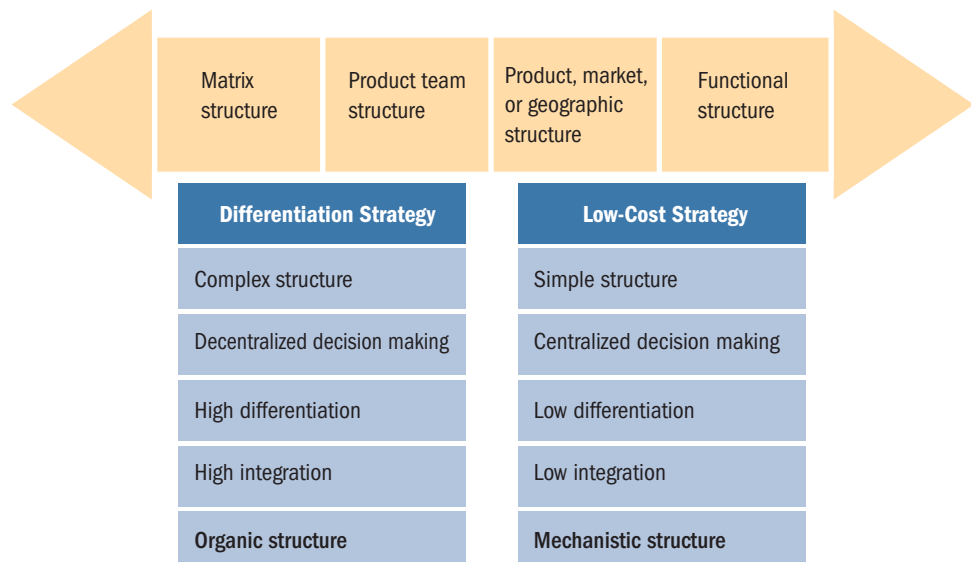 Matrix
structure
Product team
structure
Product, market,
or geographic
structure
Functional
structure
Differentiation Strategy
Complex structure
Decentralized decision making
High differentiation
High integration
Organic structure
Low-Cost Strategy
Simple structure
Centralized decision making
Low differentiation
Low integration
Mechanistic structure